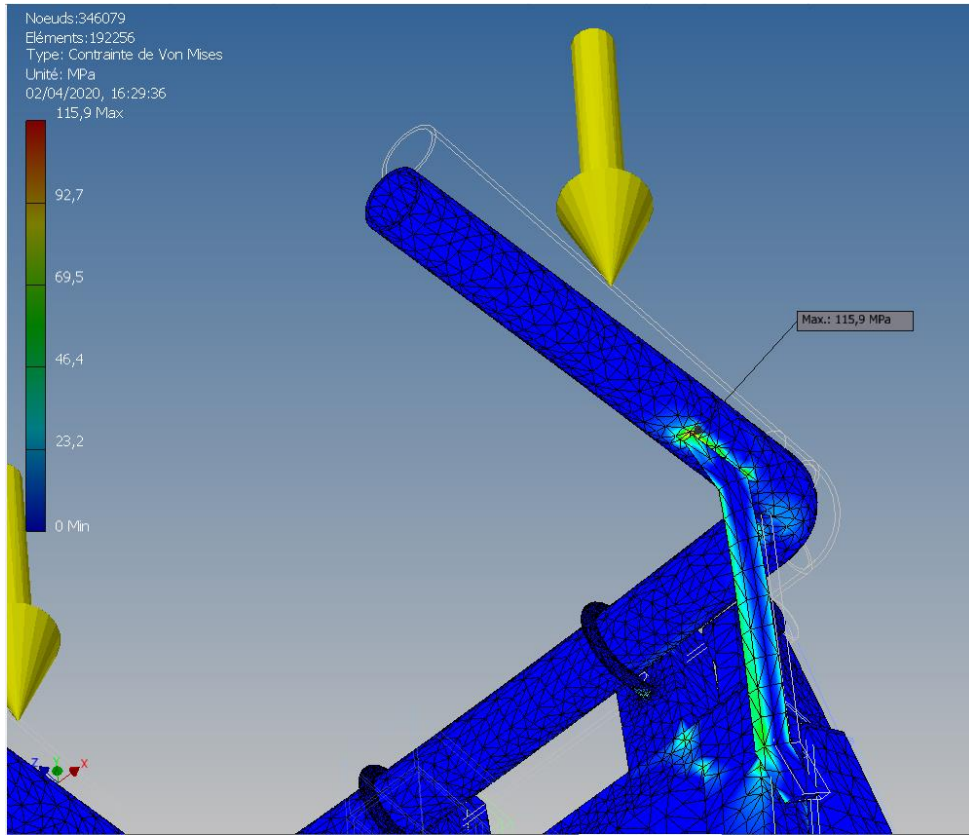 Noeuds:346079
Eléments:192256
Type: Contrainte de Von Mises
Unité: MPa
02/04/2020, 16:29:36
115,9 Max
92,7
69,5
46,4
23,2
0 Min
Max.: 115,9 MPa
Z Y X